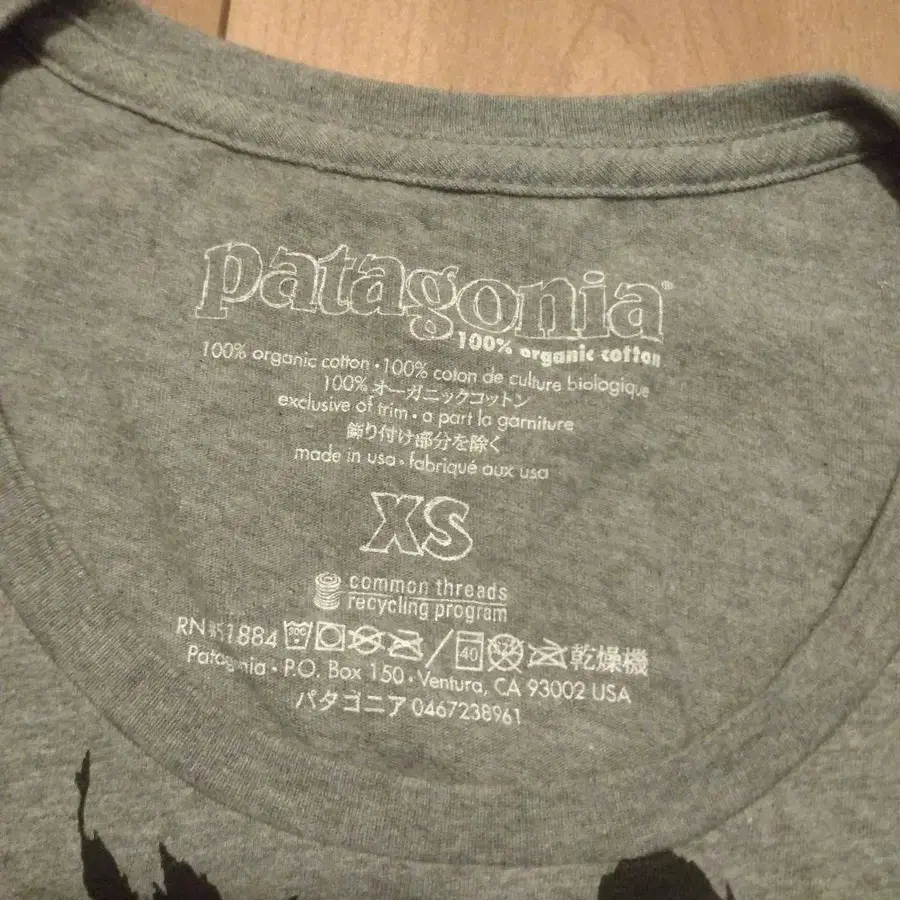 patagonia®
100% organic cotton
100% organic cotton • 100% coton de culture biologique
100% オーガニックコットン
exclusive of trim • a part la garniture
飾り付け部分を除く
made in usa • fabriqué aux usa
XS
common threads
recycling program
RN#51884 / 40 乾燥機
Patagonia • P.O. Box 150 • Ventura, CA 93002 USA
パタゴニア 0467238961